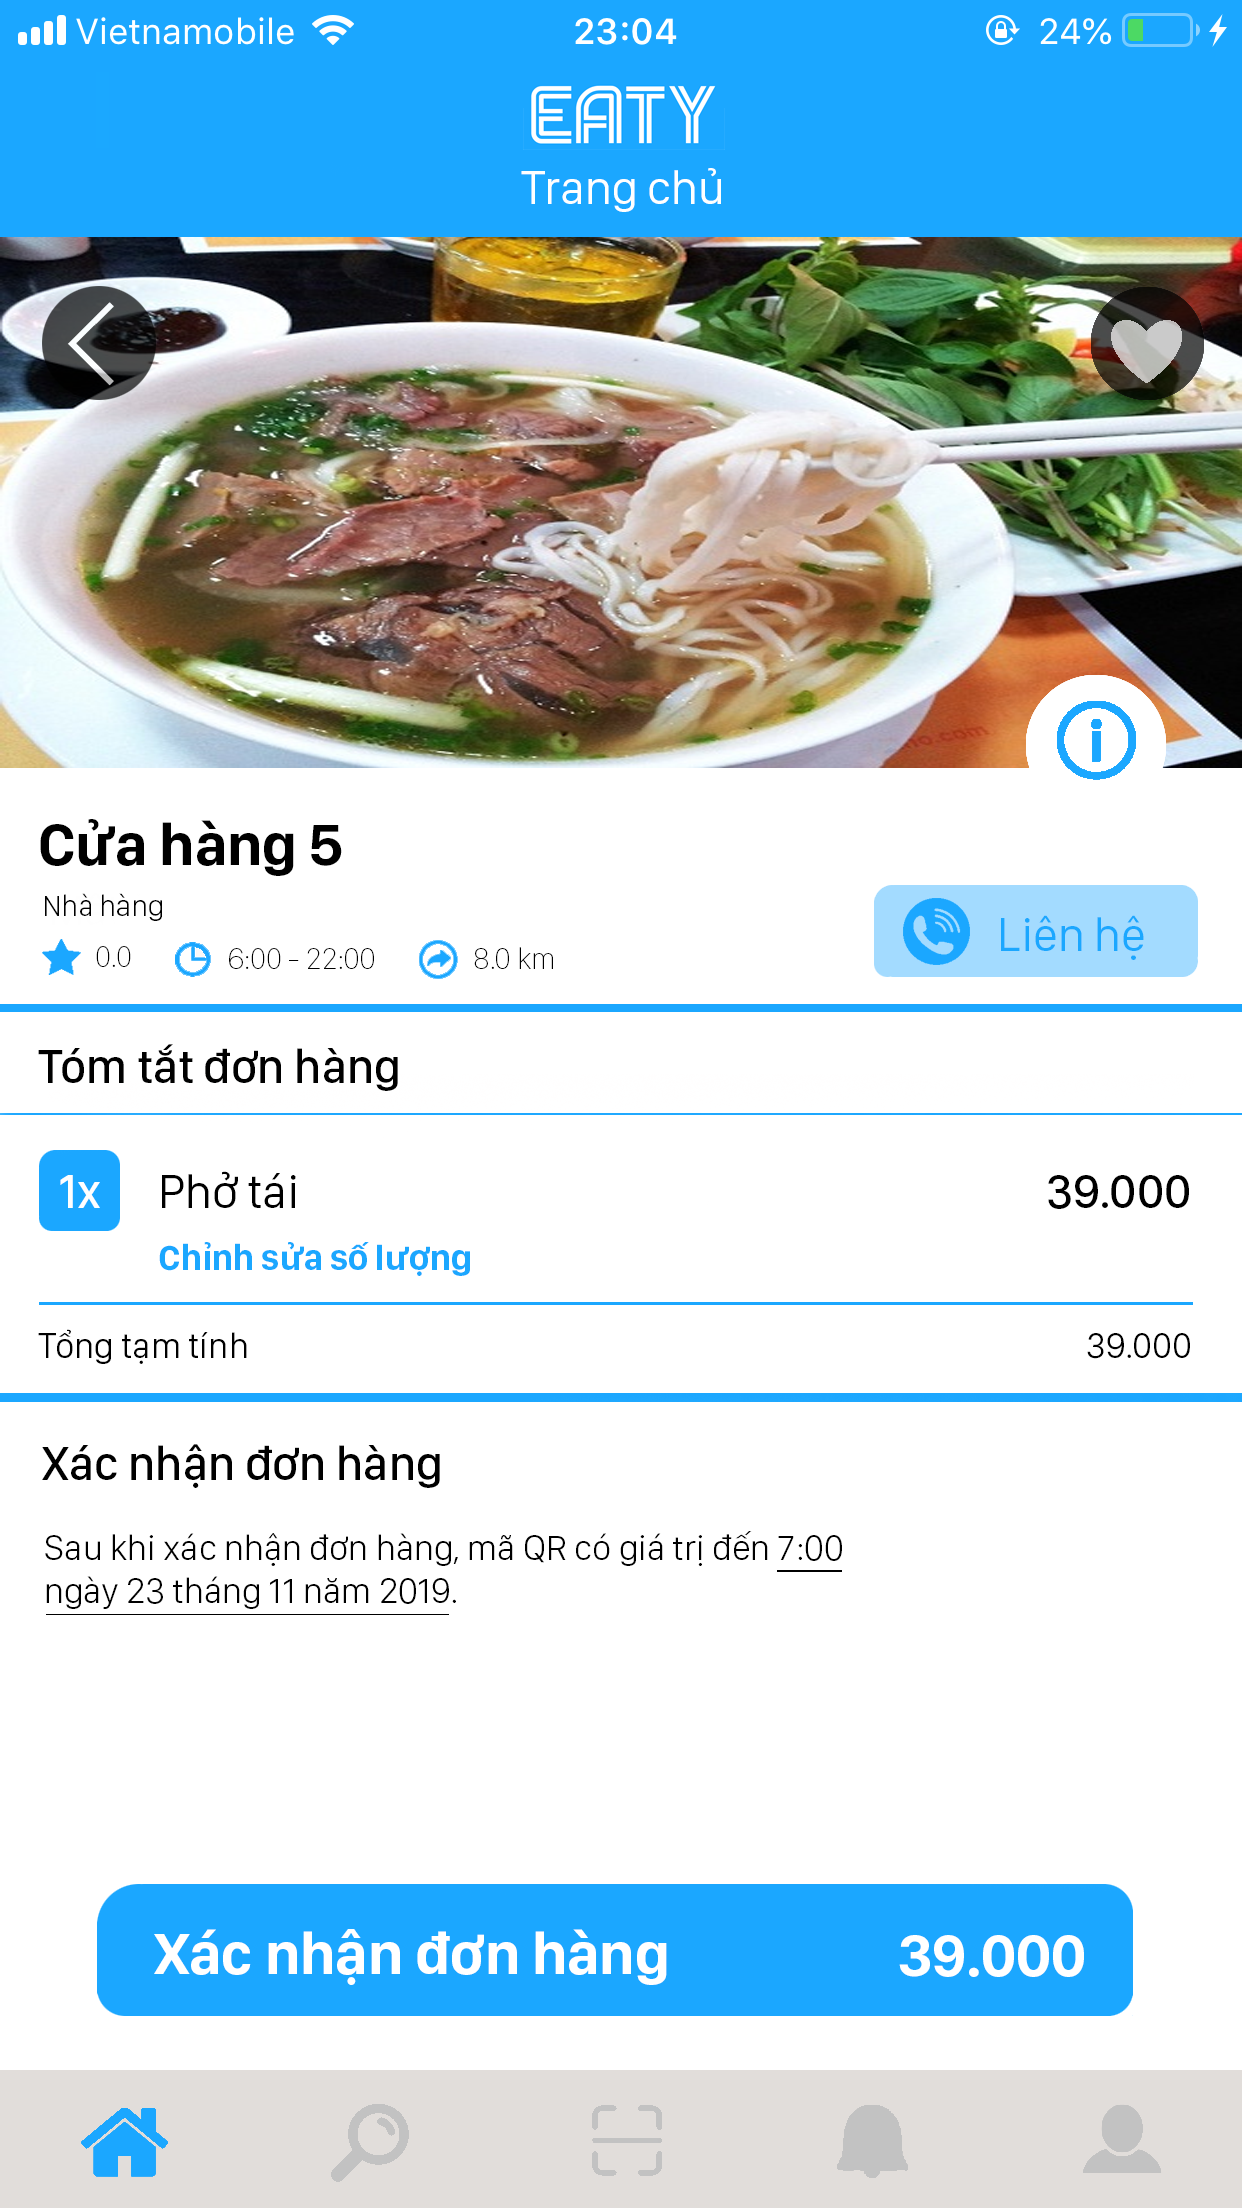 Vietnamobile 23:04 24%
EATY
Trang chủ
Cửa hàng 5
Nhà hàng
0.0 6:00 - 22:00 8.0 km
Liên hệ
Tóm tắt đơn hàng
1x Phở tái 39.000
Chỉnh sửa số lượng
Tổng tạm tính 39.000
Xác nhận đơn hàng
Sau khi xác nhận đơn hàng, mã QR có giá trị đến 7:00
ngày 23 tháng 11 năm 2019.
Xác nhận đơn hàng 39.000